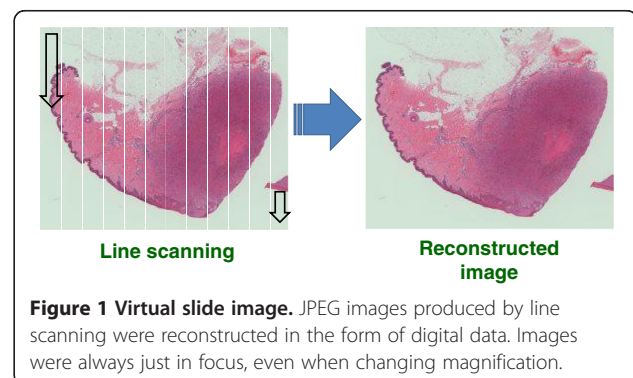 Line scanning
Reconstructed
image
Figure 1 Virtual slide image. JPEG images produced by line
scanning were reconstructed in the form of digital data. Images
were always just in focus, even when changing magnification.